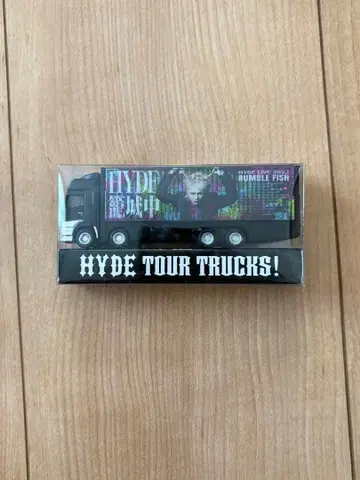 HYDE
籠城中
HYDE LIVE 2023
RUMBLE FISH
HYDE TOUR TRUCKS!